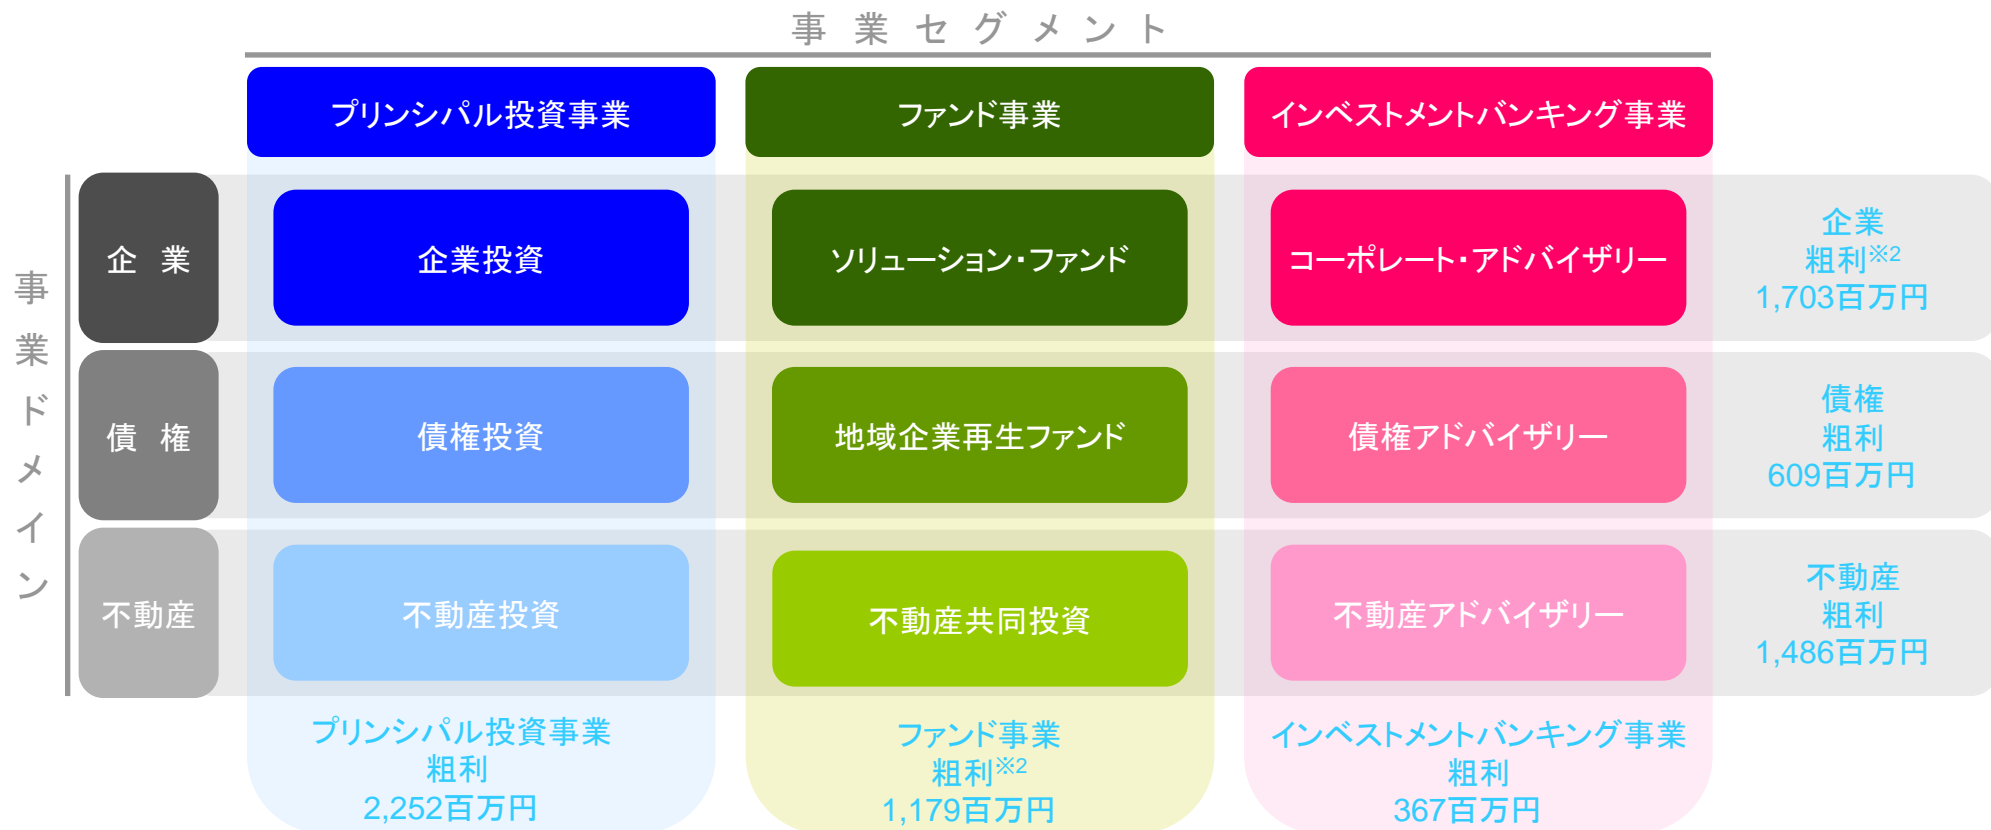 事業セグメント
プリンシパル投資事業
ファンド事業
インベストメントバンキング事業
事業ドメイン
企業
企業投資
ソリューション・ファンド
コーポレート・アドバイザリー
企業
粗利※2
1,703百万円
債権
債権投資
地域企業再生ファンド
債権アドバイザリー
債権
粗利
609百万円
不動産
不動産投資
不動産共同投資
不動産アドバイザリー
不動産
粗利
1,486百万円
プリンシパル投資事業
粗利
2,252百万円
ファンド事業
粗利※2
1,179百万円
インベストメントバンキング事業
粗利
367百万円